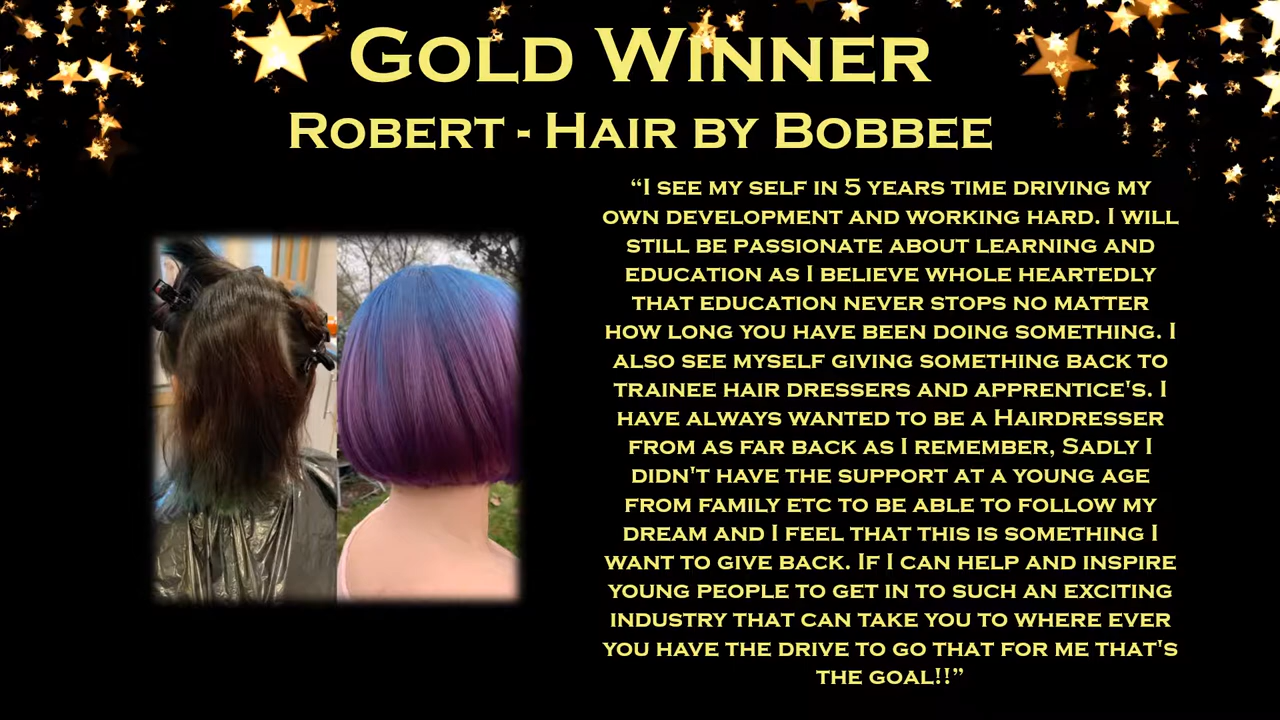 Gold Winner
Robert - Hair by Bobbee
“I see my self in 5 years time driving my
own development and working hard. I will
still be passionate about learning and
education as I believe whole heartedly
that education never stops no matter
how long you have been doing something. I
also see myself giving something back to
trainee hair dressers and apprentice's. I
have always wanted to be a Hairdresser
from as far back as I remember, Sadly I
didn't have the support at a young age
from family etc to be able to follow my
dream and I feel that this is something I
want to give back. If I can help and inspire
young people to get in to such an exciting
industry that can take you to where ever
you have the drive to go that for me that's
the goal!!”